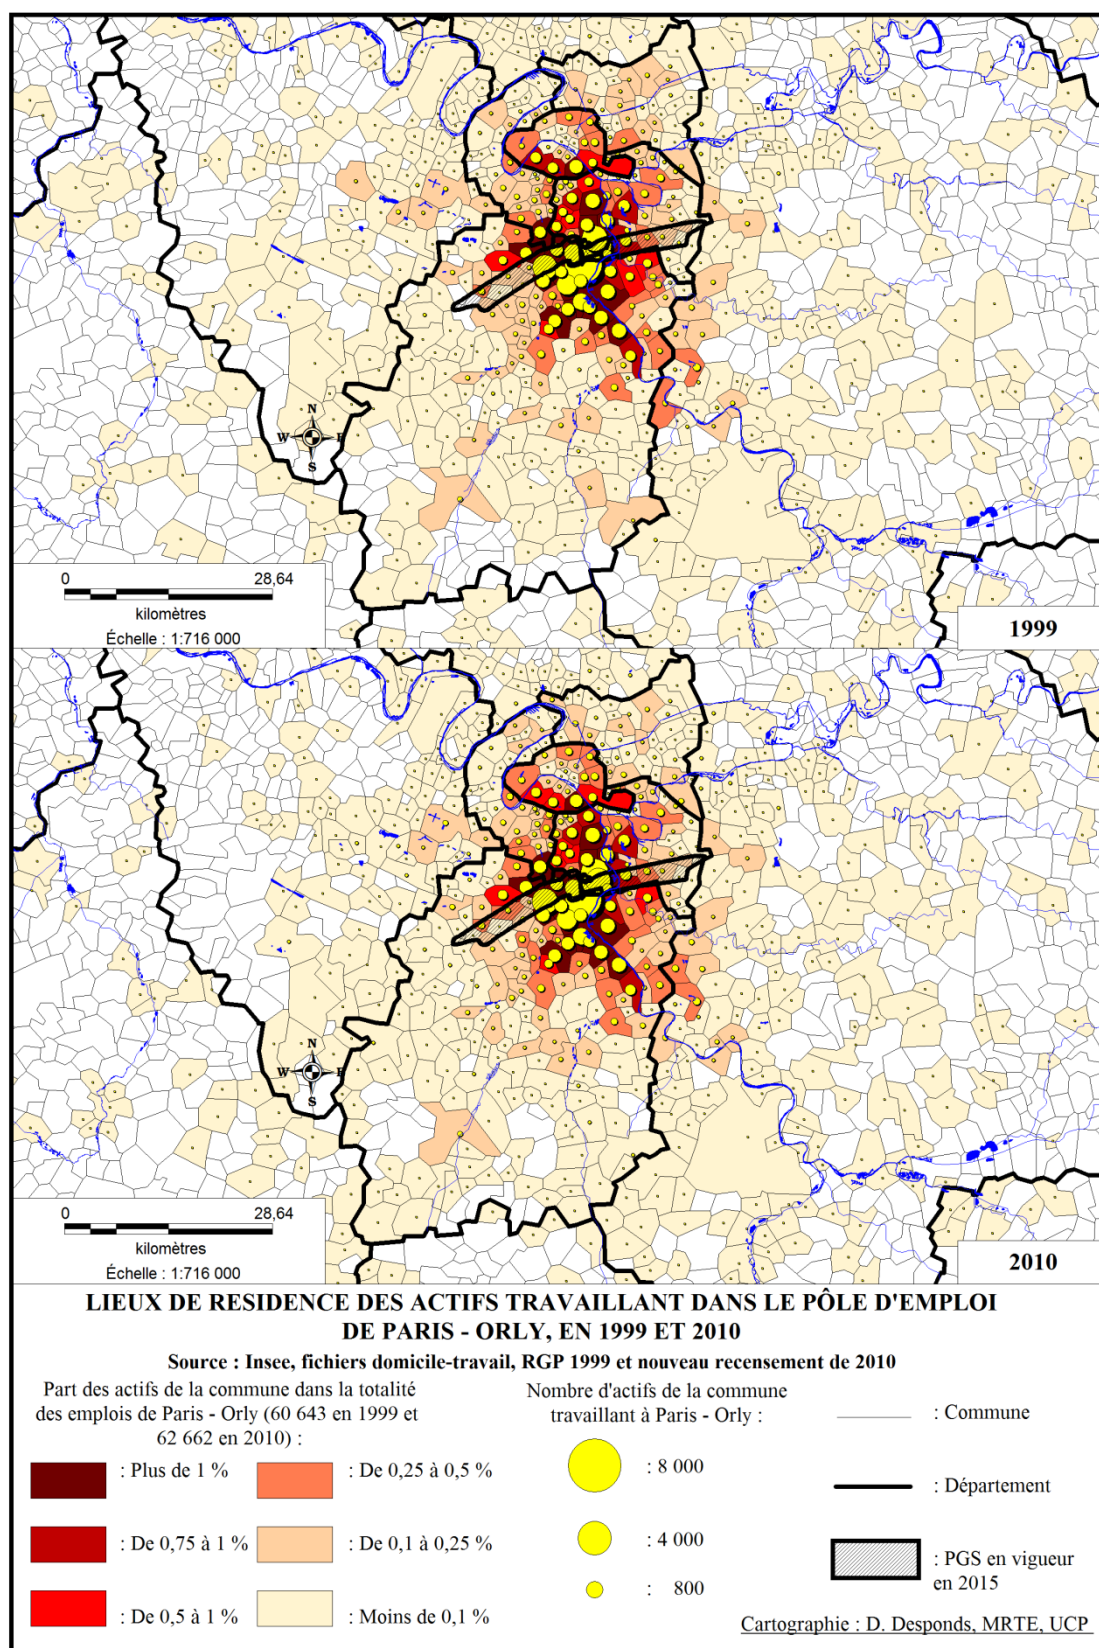 N
W
S
0 28,64
kilomètres
Échelle : 1:716 000
1999
N
W
S
0 28,64
kilomètres
Échelle : 1:716 000
2010
LIEUX DE RESIDENCE DES ACTIFS TRAVAILLANT DANS LE PÔLE D'EMPLOI
DE PARIS - ORLY, EN 1999 ET 2010
Source : Insee, fichiers domicile-travail, RGP 1999 et nouveau recensement de 2010
Part des actifs de la commune dans la totalité
des emplois de Paris - Orly (60 643 en 1999 et
62 662 en 2010) :
: Plus de 1 %
: De 0,75 à 1 %
: De 0,5 à 1 %
: De 0,25 à 0,5 %
: De 0,1 à 0,25 %
: Moins de 0,1 %
Nombre d'actifs de la commune
travaillant à Paris - Orly :
: 8 000
: 4 000
: 800
: Commune
: Département
: PGS en vigueur
en 2015
Cartographie : D. Desponds, MRTE, UCP